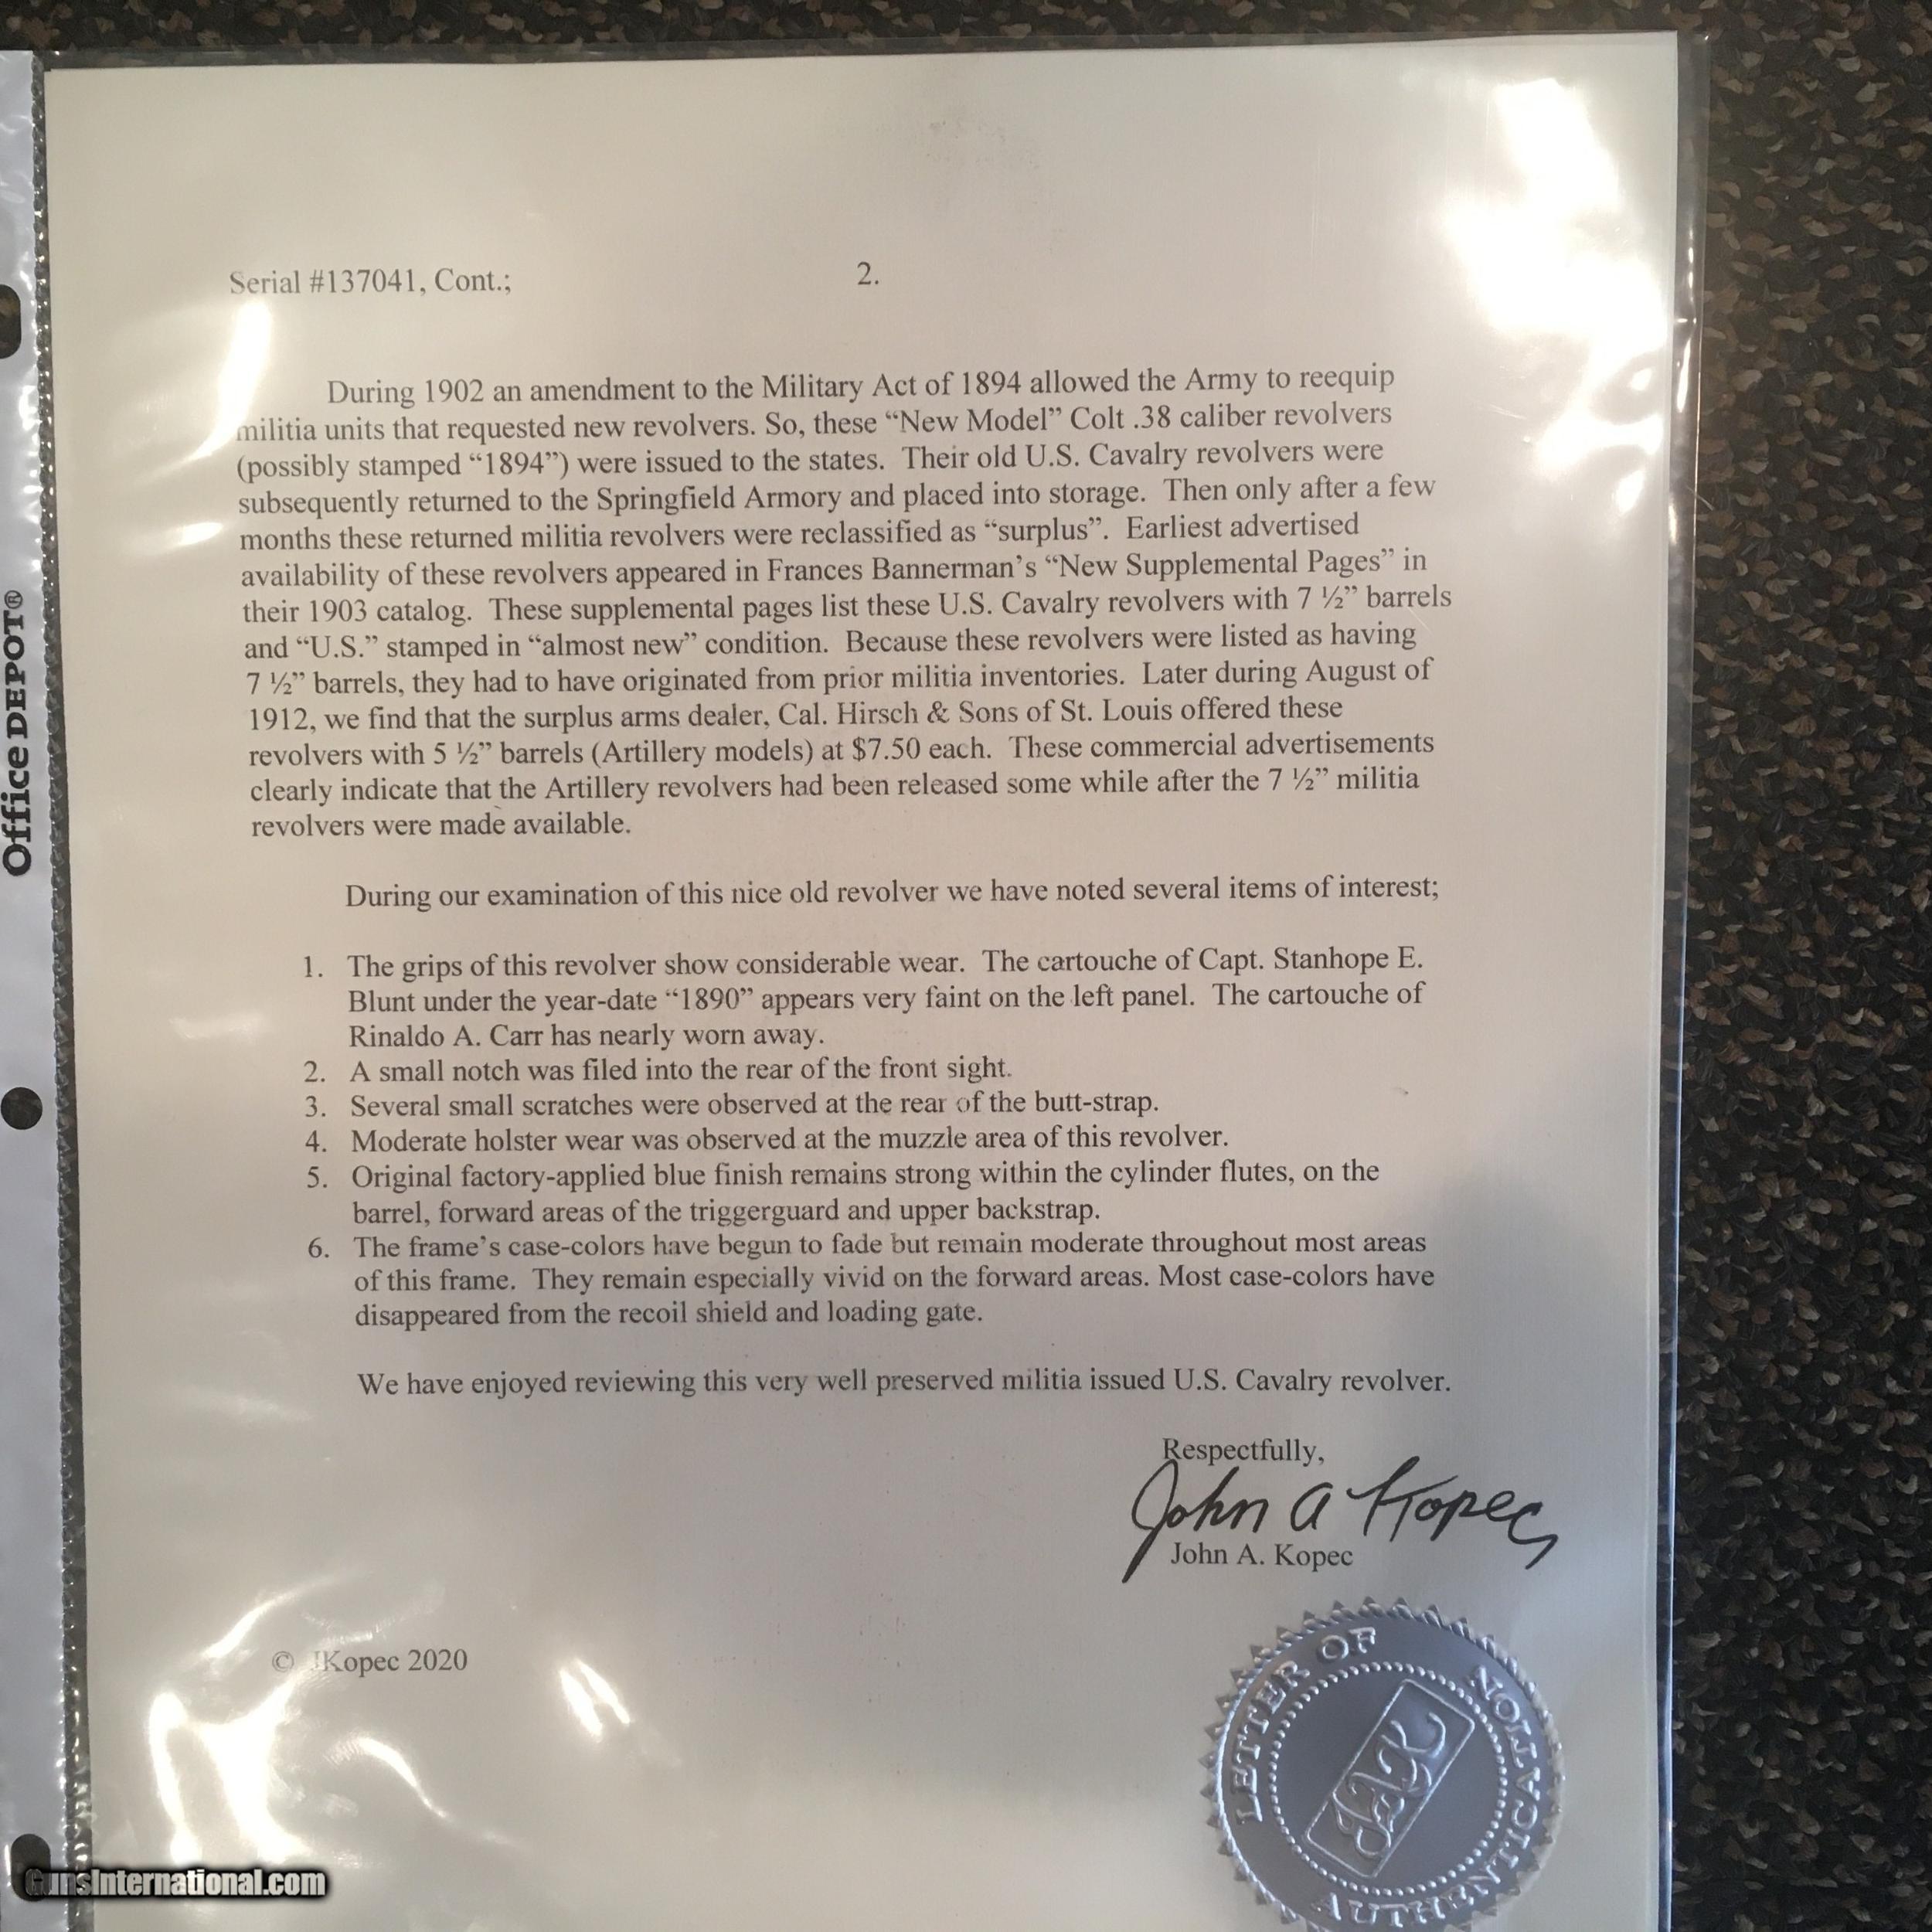 Serial #137041, Cont.; 2.
During 1902 an amendment to the Military Act of 1894 allowed the Army to reequip
militia units that requested new revolvers. So, these “New Model” Colt .38 caliber revolvers
(possibly stamped “1894”) were issued to the states. Their old U.S. Cavalry revolvers were
subsequently returned to the Springfield Armory and placed into storage. Then only after a few
months these returned militia revolvers were reclassified as “surplus”. Earliest advertised
availability of these revolvers appeared in Frances Bannerman’s “New Supplemental Pages” in
their 1903 catalog. These supplemental pages list these U.S. Cavalry revolvers with 7 ½” barrels
and “U.S.” stamped in “almost new” condition. Because these revolvers were listed as having
7 ½” barrels, they had to have originated from prior militia inventories. Later during August of
1912, we find that the surplus arms dealer, Cal. Hirsch & Sons of St. Louis offered these
revolvers with 5 ½” barrels (Artillery models) at $7.50 each. These commercial advertisements
clearly indicate that the Artillery revolvers had been released some while after the 7 ½” militia
revolvers were made available.
During our examination of this nice old revolver we have noted several items of interest;
1. The grips of this revolver show considerable wear. The cartouche of Capt. Stanhope E.
Blunt under the year-date “1890” appears very faint on the left panel. The cartouche of
Rinaldo A. Carr has nearly worn away.
2. A small notch was filed into the rear of the front sight.
3. Several small scratches were observed at the rear of the butt-strap.
4. Moderate holster wear was observed at the muzzle area of this revolver.
5. Original factory-applied blue finish remains strong within the cylinder flutes, on the
barrel, forward areas of the triggerguard and upper backstrap.
6. The frame’s case-colors have begun to fade but remain moderate throughout most areas
of this frame. They remain especially vivid on the forward areas. Most case-colors have
disappeared from the recoil shield and loading gate.
We have enjoyed reviewing this very well preserved militia issued U.S. Cavalry revolver.
Respectfully,
John A Kopec
John A. Kopec
© JKopec 2020
LETTER OF AUTHENTICATION
JAK
Office DEPOT®
GunsInternational.com